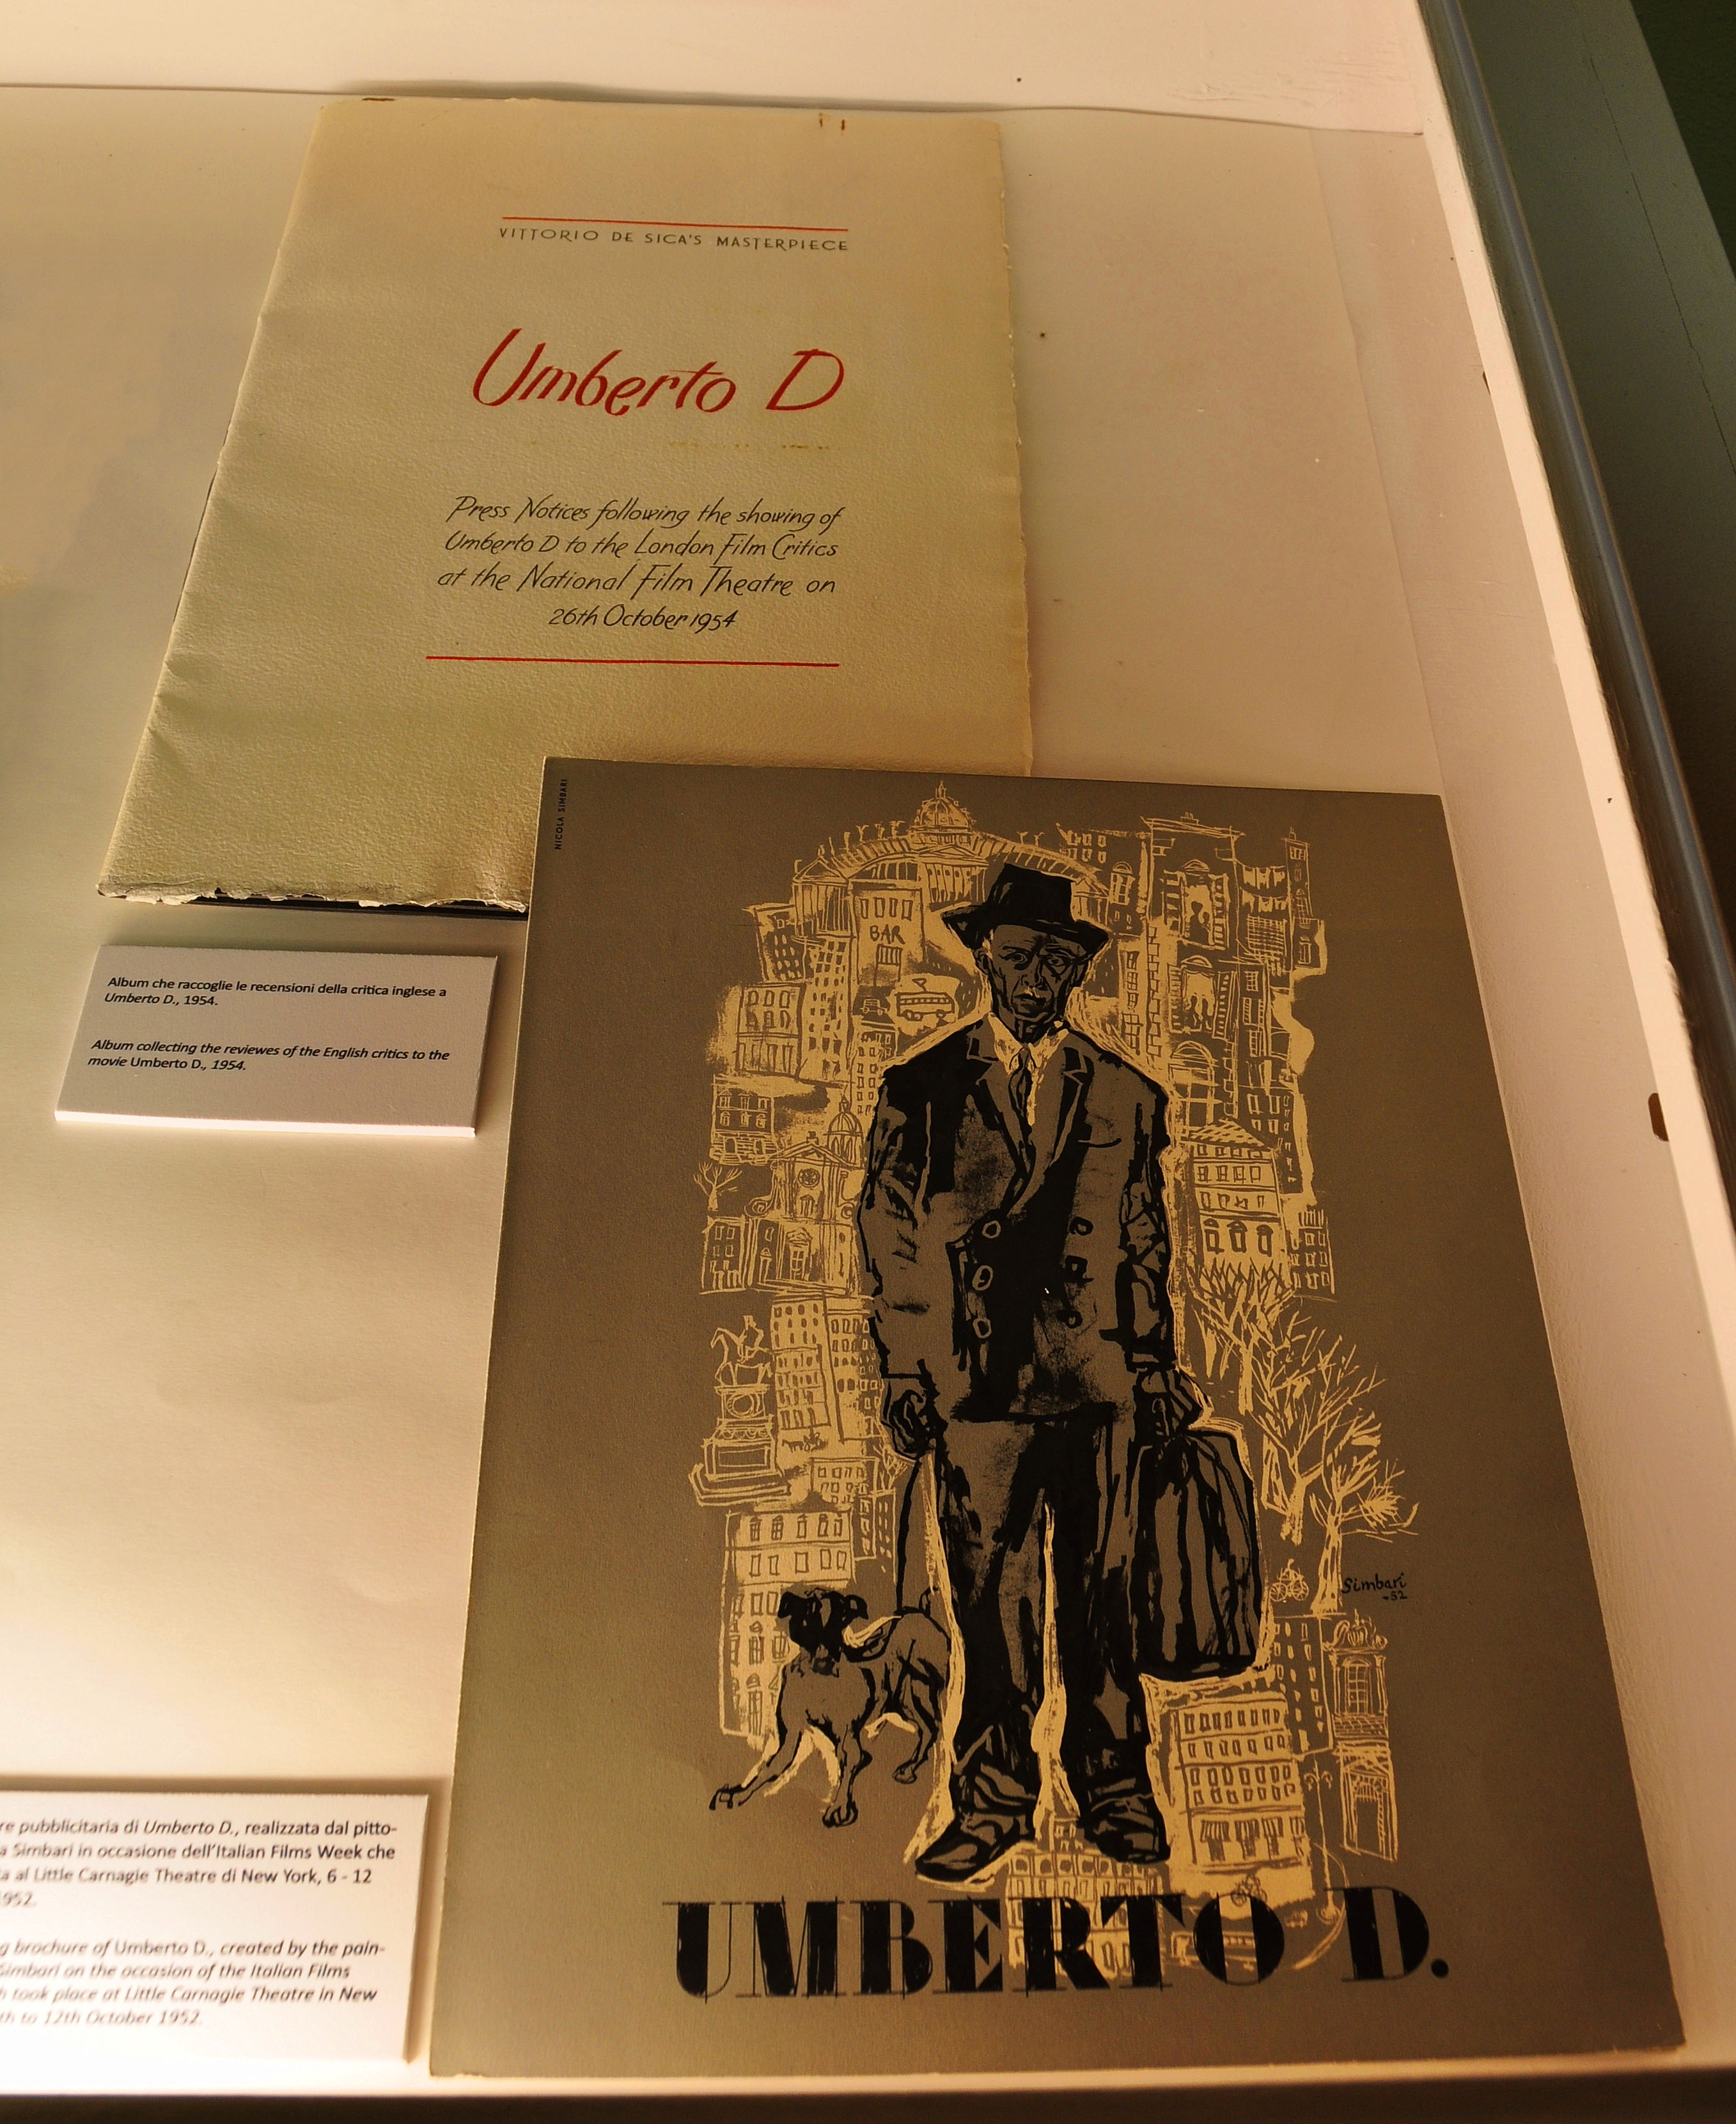 VITTORIO DE SICA'S MASTERPIECE
Umberto D
Press Notices following the showing of
Umberto D to the London Film Critics
at the National Film Theatre on
26th October 1954
Album che raccoglie le recensioni della critica inglese a
Umberto D., 1954.
Album collecting the reviewes of the English critics to the
movie Umberto D., 1954.
NICOLA SIMBARI
BAR
Simbari
-52
UMBERTO D.
re pubblicitaria di Umberto D., realizzata dal pitto-
a Simbari in occasione dell'Italian Films Week che
a al Little Carnagie Theatre di New York, 6 - 12
952.
g brochure of Umberto D., created by the pain-
Simbari on the occasion of the Italian Films
h took place at Little Carnagie Theatre in New
th to 12th October 1952.